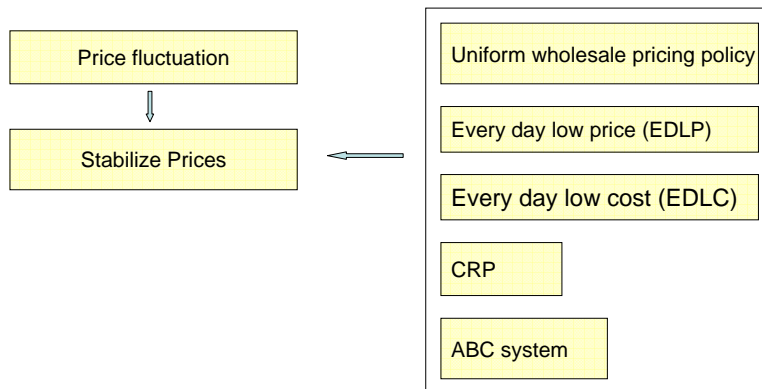 Price fluctuation
Stabilize Prices
Uniform wholesale pricing policy
Every day low price (EDLP)
Every day low cost (EDLC)
CRP
ABC system